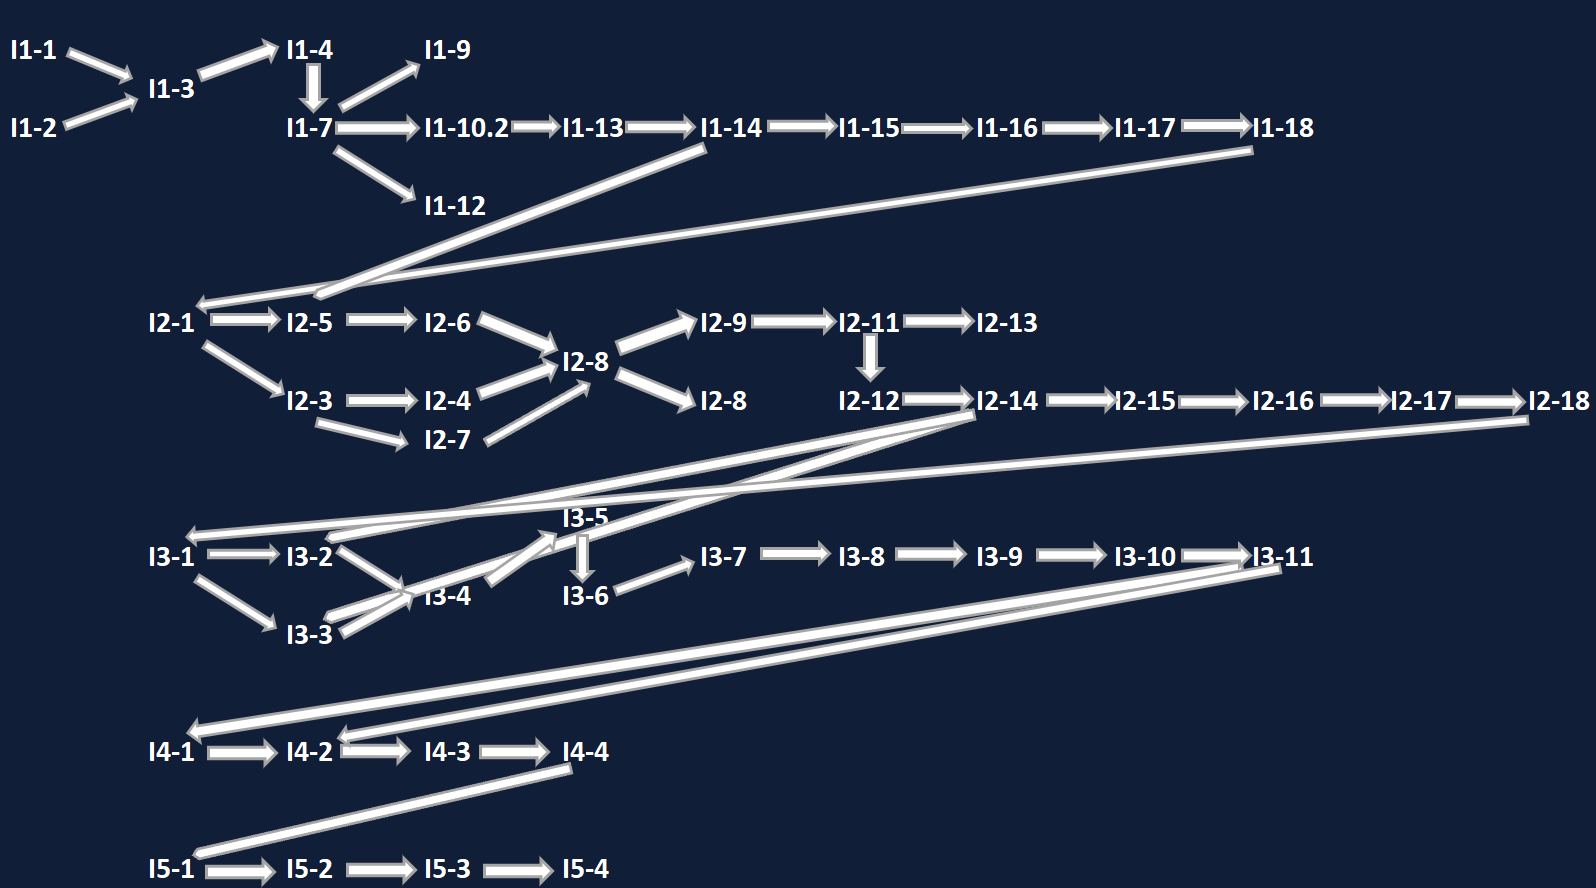 I1-1 I1-4 I1-9
I1-3
I1-2 I1-7 I1-10.2 I1-13 I1-14 I1-15 I1-16 I1-17 I1-18
I1-12
I2-1 I2-5 I2-6 I2-9 I2-11 I2-13
I2-8
I2-3 I2-4 I2-8 I2-12 I2-14 I2-15 I2-16 I2-17 I2-18
I2-7
I3-5
I3-1 I3-2 I3-7 I3-8 I3-9 I3-10 I3-11
I3-4 I3-6
I3-3
I4-1 I4-2 I4-3 I4-4
I5-1 I5-2 I5-3 I5-4